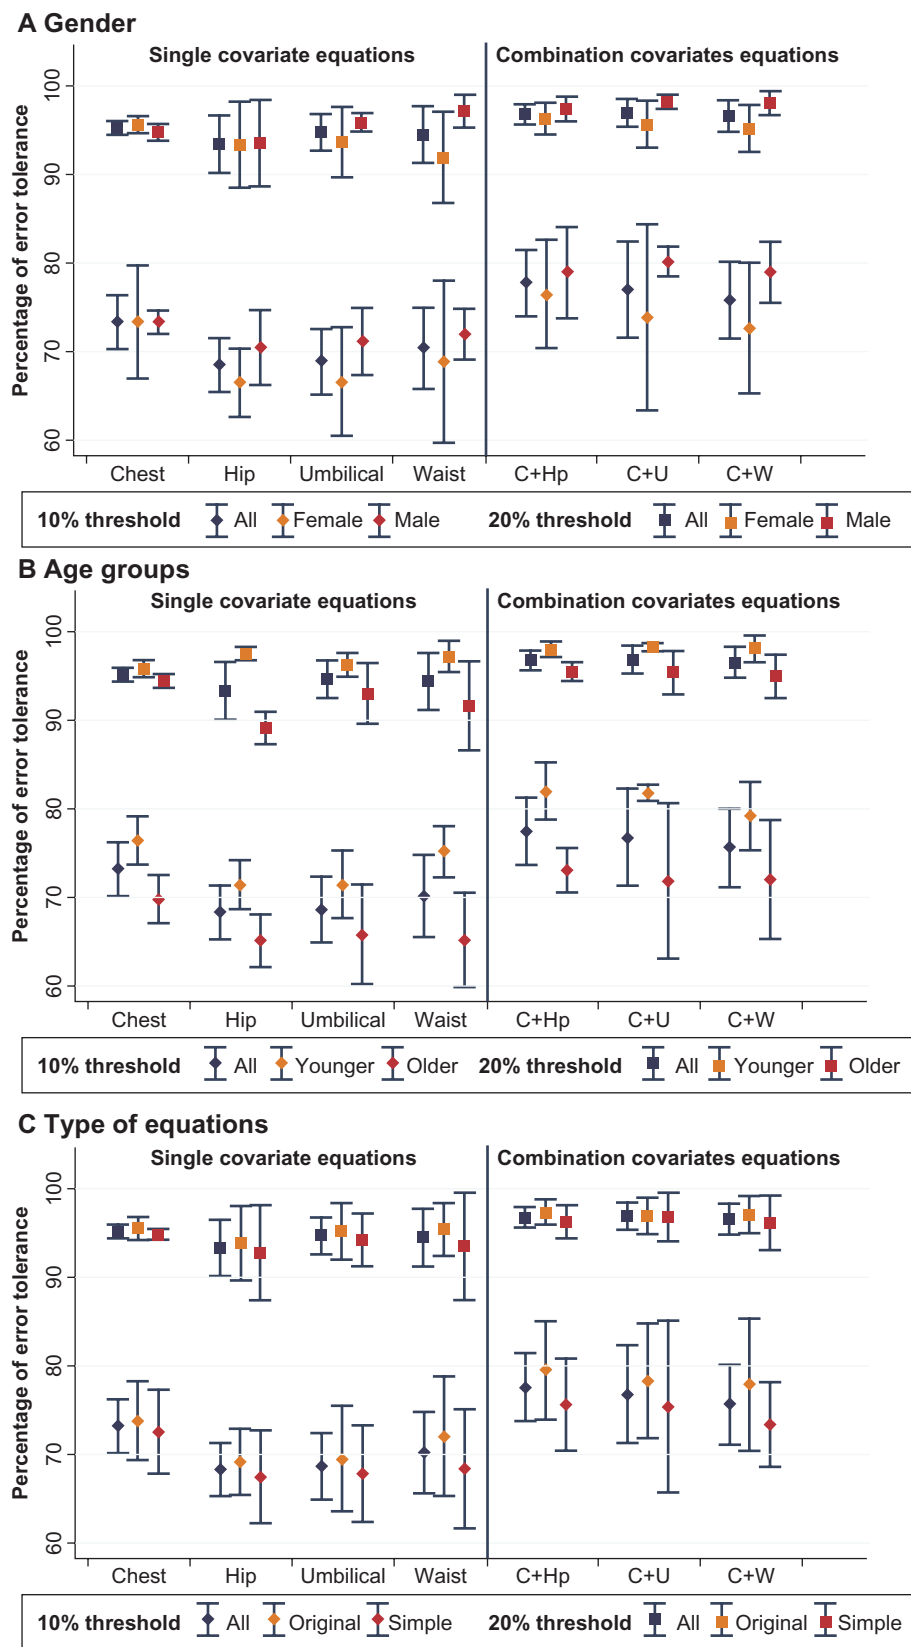 A Gender
Single covariate equations
Combination covariates equations
Percentage of error tolerance
100
90
80
70
60
Chest Hip Umbilical Waist C+Hp C+U C+W
10% threshold All Female Male 20% threshold All Female Male
B Age groups
Single covariate equations
Combination covariates equations
Percentage of error tolerance
100
90
80
70
60
Chest Hip Umbilical Waist C+Hp C+U C+W
10% threshold All Younger Older 20% threshold All Younger Older
C Type of equations
Single covariate equations
Combination covariates equations
Percentage of error tolerance
100
90
80
70
60
Chest Hip Umbilical Waist C+Hp C+U C+W
10% threshold All Original Simple 20% threshold All Original Simple